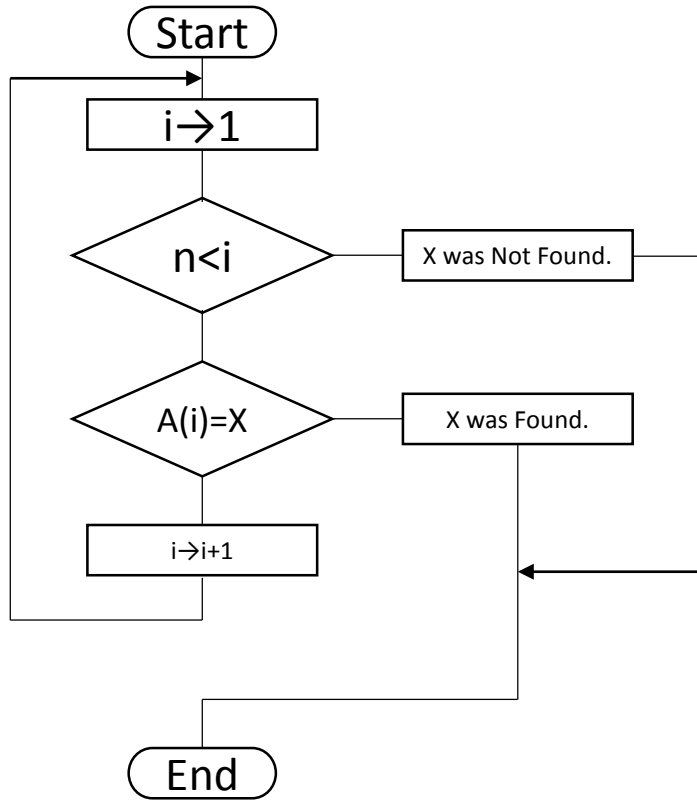 Start
i→1
n<i
X was Not Found.
A(i)=X
X was Found.
i→i+1
End